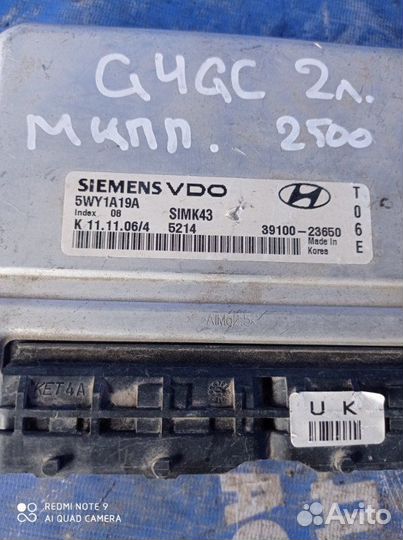 G4GC 2л.
МКПП. 2500
SIEMENS VDO
5WY1A19A
Index 08
SIMK43
K 11.11.06/4
5214
39100-23650
Made in
Korea
T
0
6
E
KET4A
U K
REDMI NOTE 9
AI QUAD CAMERA
Avito